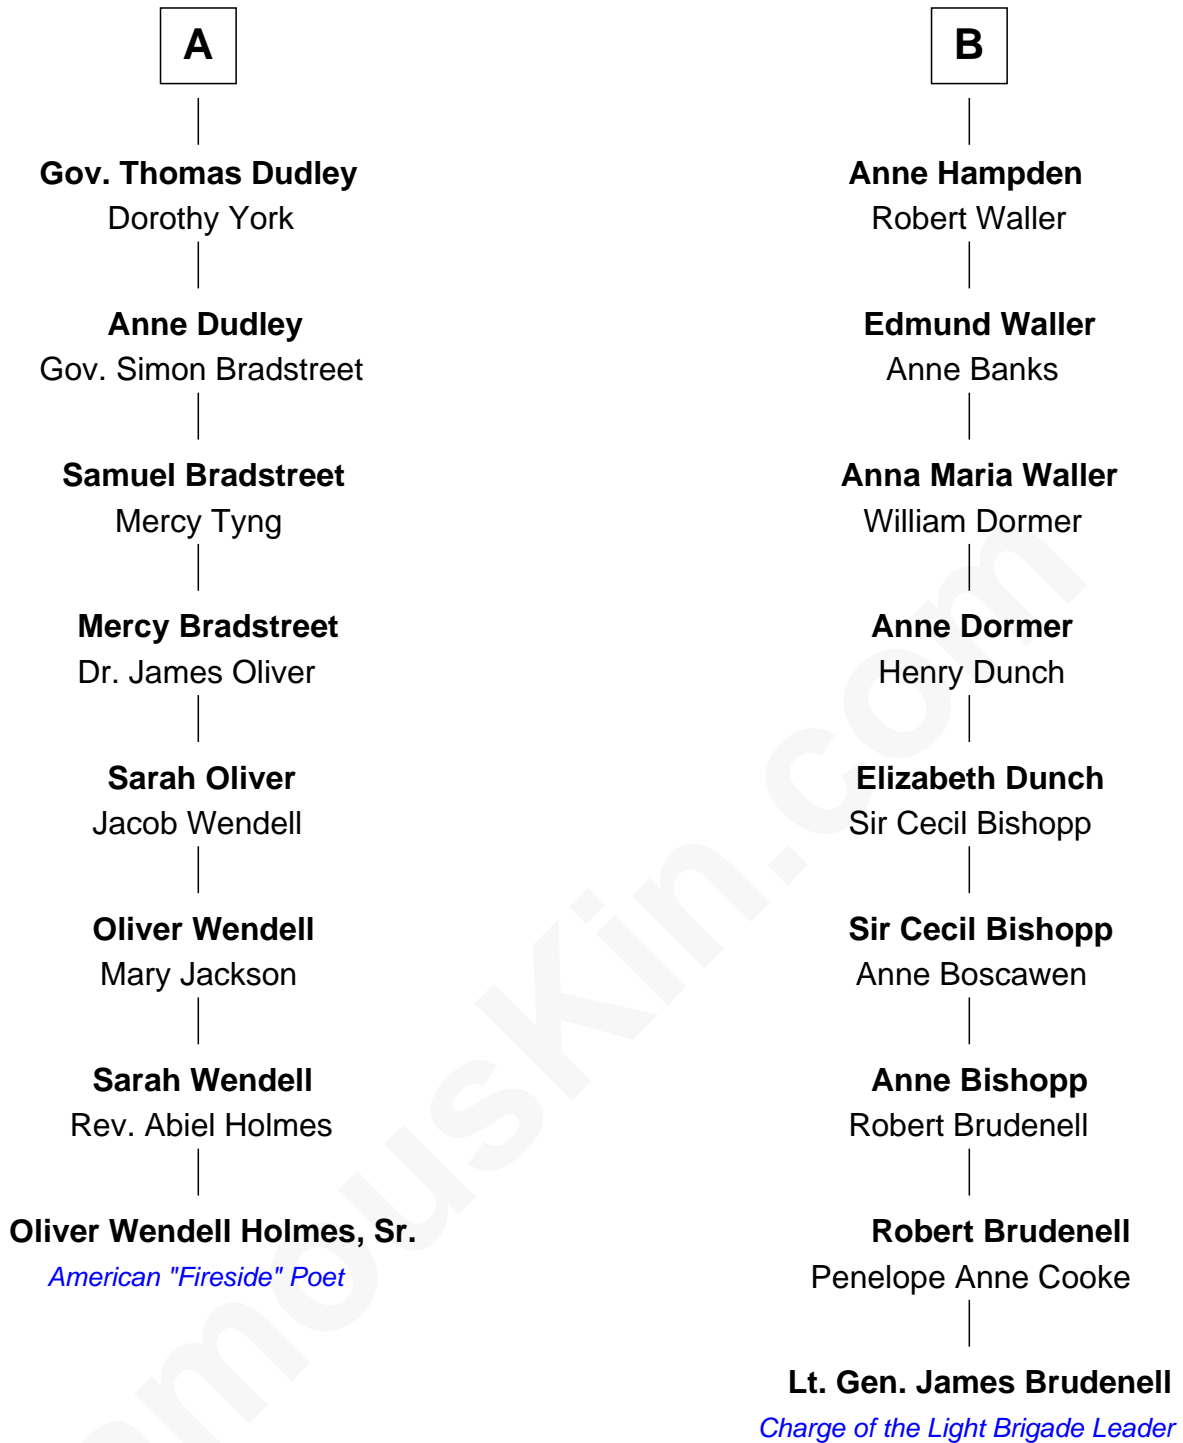 A
Gov. Thomas Dudley
Dorothy York
Anne Dudley
Gov. Simon Bradstreet
Samuel Bradstreet
Mercy Tyng
Mercy Bradstreet
Dr. James Oliver
Sarah Oliver
Jacob Wendell
Oliver Wendell
Mary Jackson
Sarah Wendell
Rev. Abiel Holmes
Oliver Wendell Holmes, Sr.
American "Fireside" Poet
B
Anne Hampden
Robert Waller
Edmund Waller
Anne Banks
Anna Maria Waller
William Dormer
Anne Dormer
Henry Dunch
Elizabeth Dunch
Sir Cecil Bishopp
Sir Cecil Bishopp
Anne Boscawen
Anne Bishopp
Robert Brudenell
Robert Brudenell
Penelope Anne Cooke
Lt. Gen. James Brudenell
Charge of the Light Brigade Leader
amouskin.com